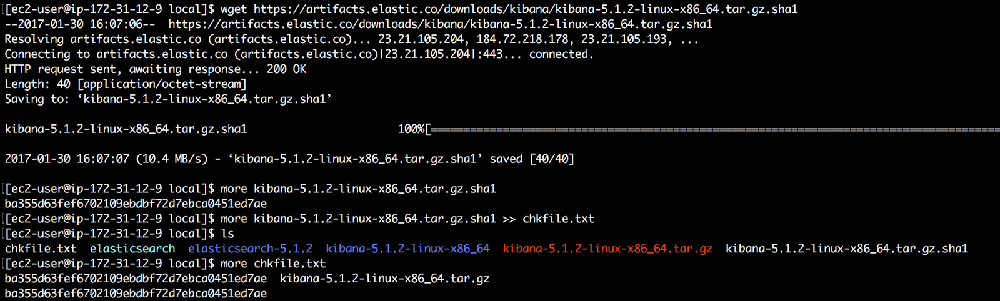 [[ec2-user@ip-172-31-12-9 local]$ wget https://artifacts.elastic.co/downloads/kibana/kibana-5.1.2-linux-x86_64.tar.gz.sha1
--2017-01-30 16:07:06--  https://artifacts.elastic.co/downloads/kibana/kibana-5.1.2-linux-x86_64.tar.gz.sha1
Resolving artifacts.elastic.co (artifacts.elastic.co)... 23.21.105.204, 184.72.218.178, 23.21.105.193, ...
Connecting to artifacts.elastic.co (artifacts.elastic.co)|23.21.105.204|:443... connected.
HTTP request sent, awaiting response... 200 OK
Length: 40 [application/octet-stream]
Saving to: ‘kibana-5.1.2-linux-x86_64.tar.gz.sha1’
kibana-5.1.2-linux-x86_64.tar.gz.sha1                       100%[=======================================================================================
2017-01-30 16:07:07 (10.4 MB/s) - ‘kibana-5.1.2-linux-x86_64.tar.gz.sha1’ saved [40/40]
[[ec2-user@ip-172-31-12-9 local]$ more kibana-5.1.2-linux-x86_64.tar.gz.sha1
ba355d63fef6702109ebdbf72d7ebca0451ed7ae
[[ec2-user@ip-172-31-12-9 local]$ more kibana-5.1.2-linux-x86_64.tar.gz.sha1 >> chkfile.txt
[[ec2-user@ip-172-31-12-9 local]$ ls
chkfile.txt  elasticsearch  elasticsearch-5.1.2  kibana-5.1.2-linux-x86_64  kibana-5.1.2-linux-x86_64.tar.gz  kibana-5.1.2-linux-x86_64.tar.gz.sha1
[[ec2-user@ip-172-31-12-9 local]$ more chkfile.txt
ba355d63fef6702109ebdbf72d7ebca0451ed7ae  kibana-5.1.2-linux-x86_64.tar.gz
ba355d63fef6702109ebdbf72d7ebca0451ed7ae